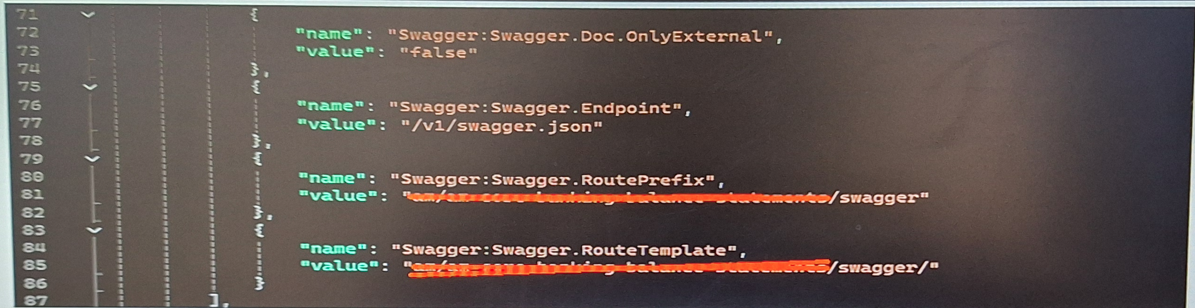 71 {
72 "name": "Swagger:Swagger.Doc.OnlyExternal",
73 "value": "false"
74 },
75 {
76 "name": "Swagger:Swagger.Endpoint",
77 "value": "/v1/swagger.json"
78 },
79 {
80 "name": "Swagger:Swagger.RoutePrefix",
81 "value": "/swagger"
82 },
83 {
84 "name": "Swagger:Swagger.RouteTemplate",
85 "value": "/swagger/"
86 }
87 ],